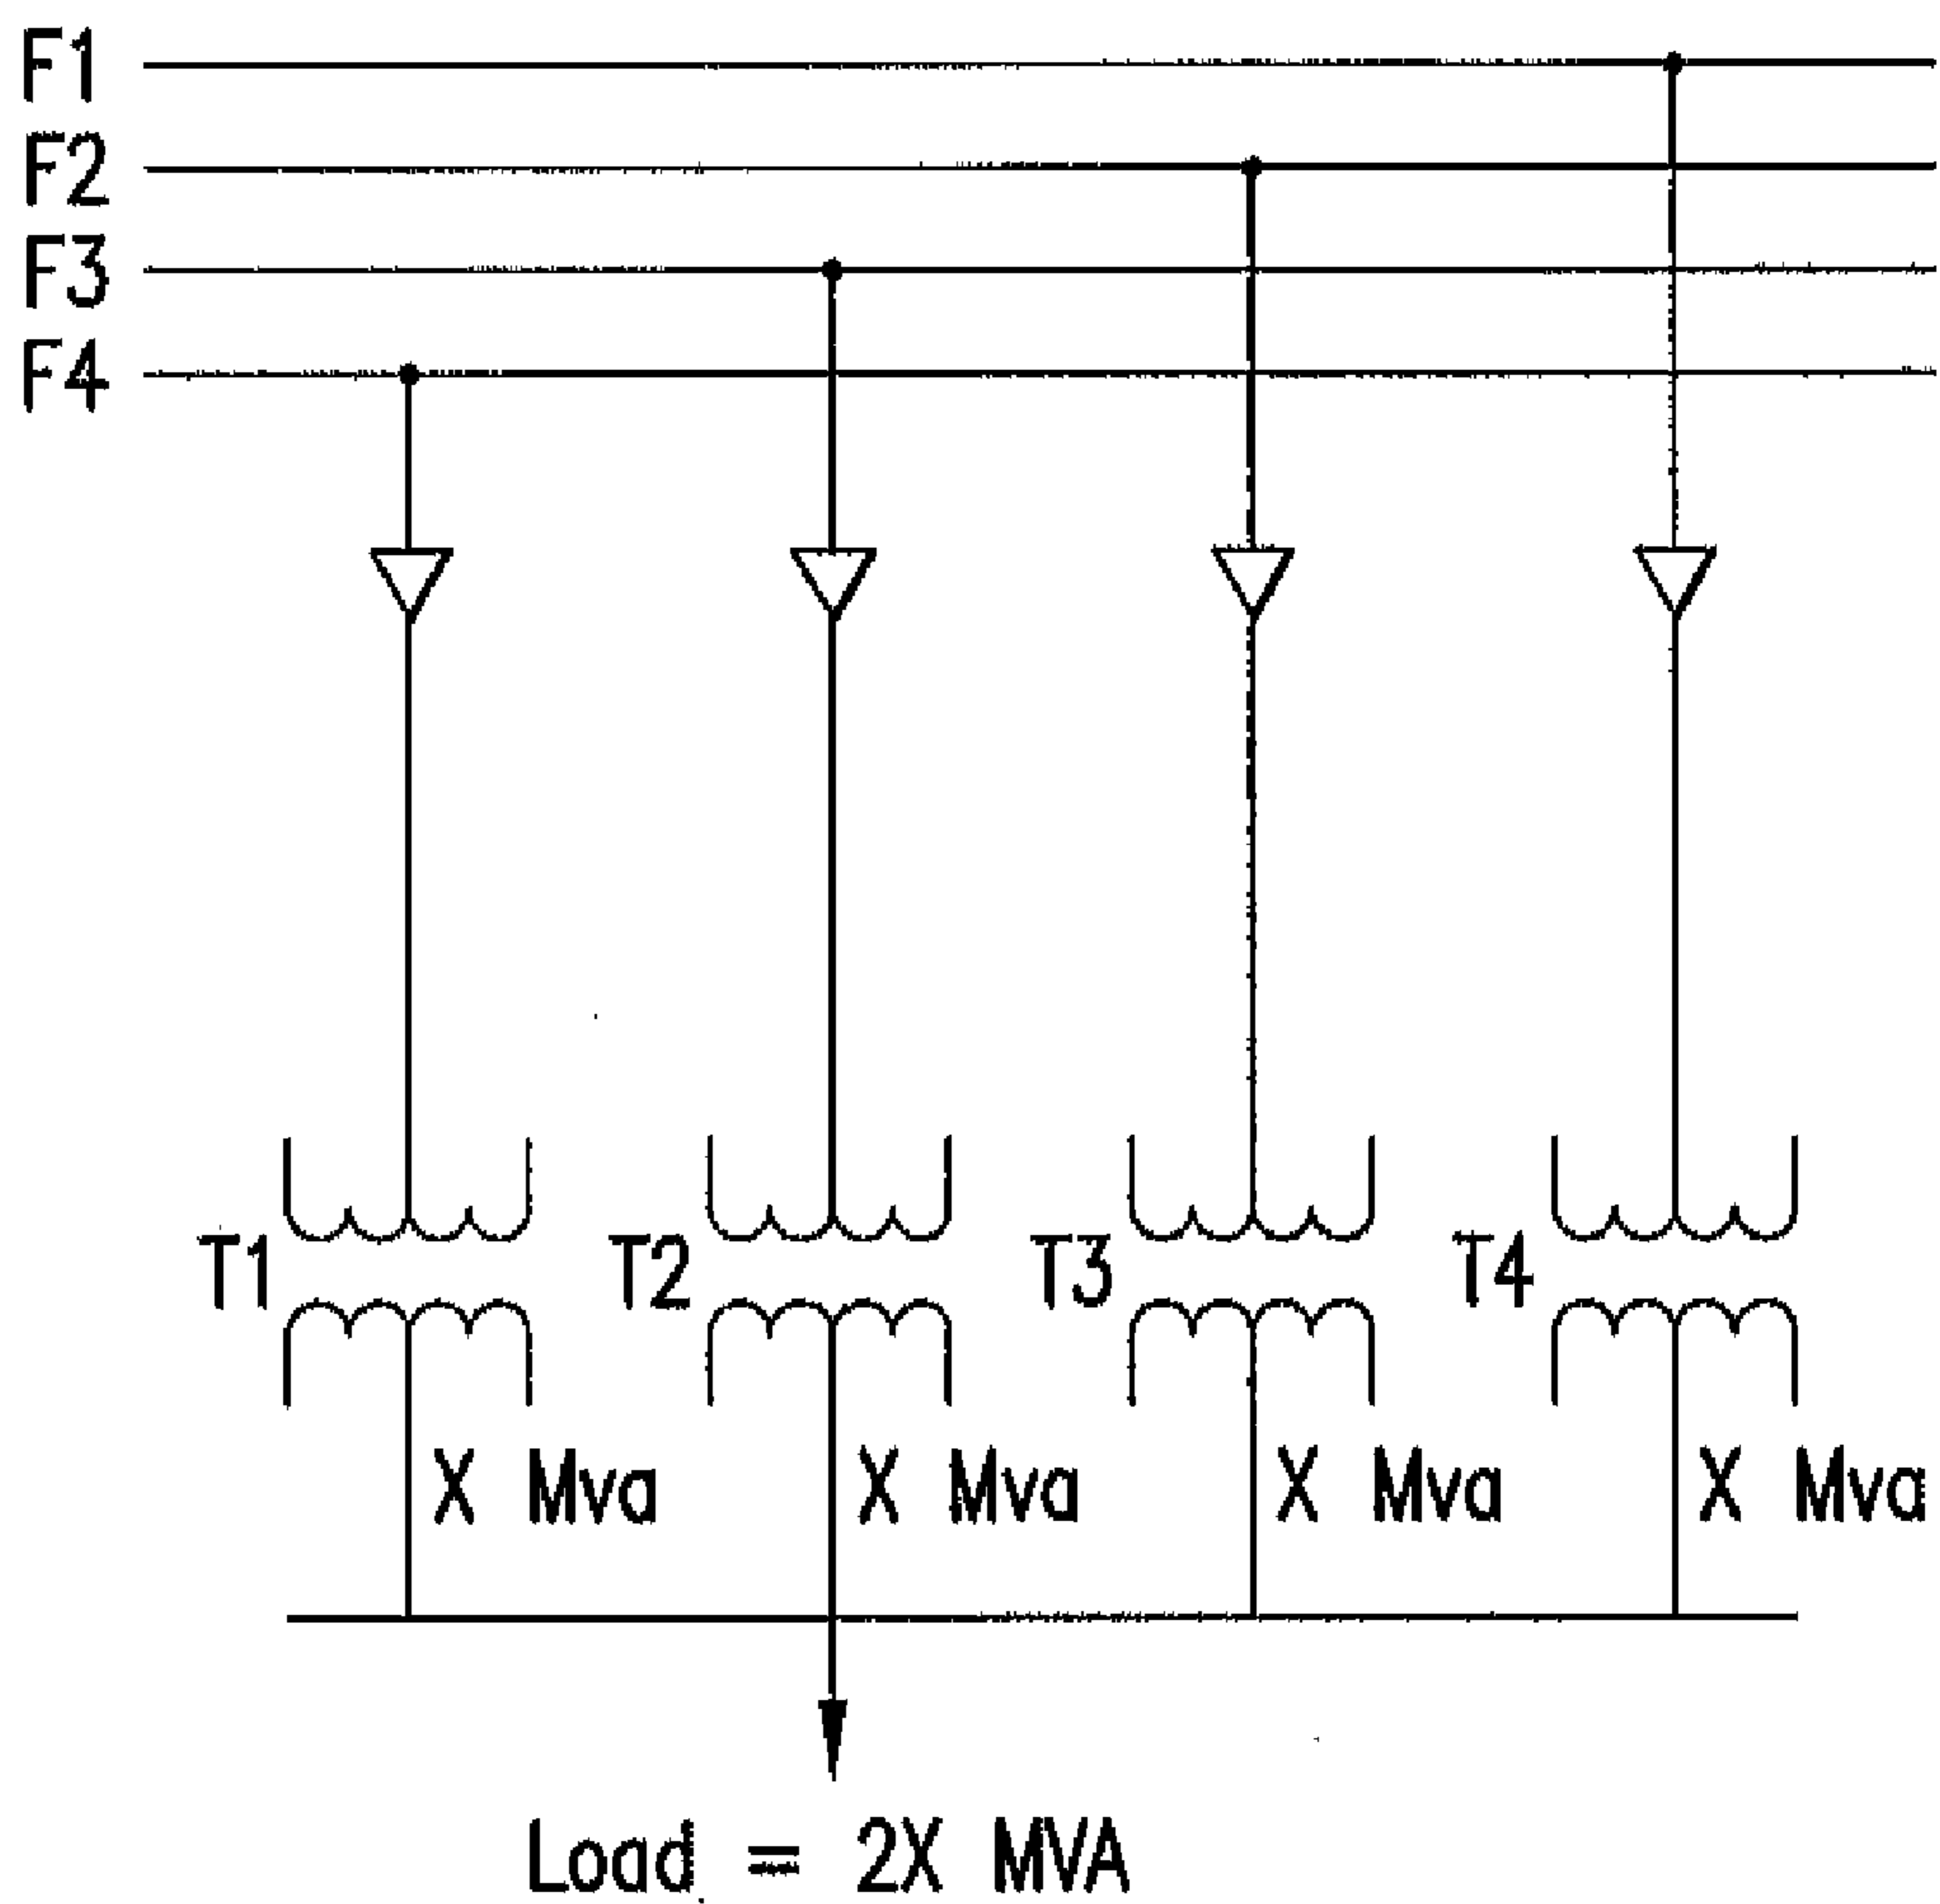 F1
F2
F3
F4
T1 T2 T3 T4
X Mva X Mva X Mva X Mva
Load = 2X MVA